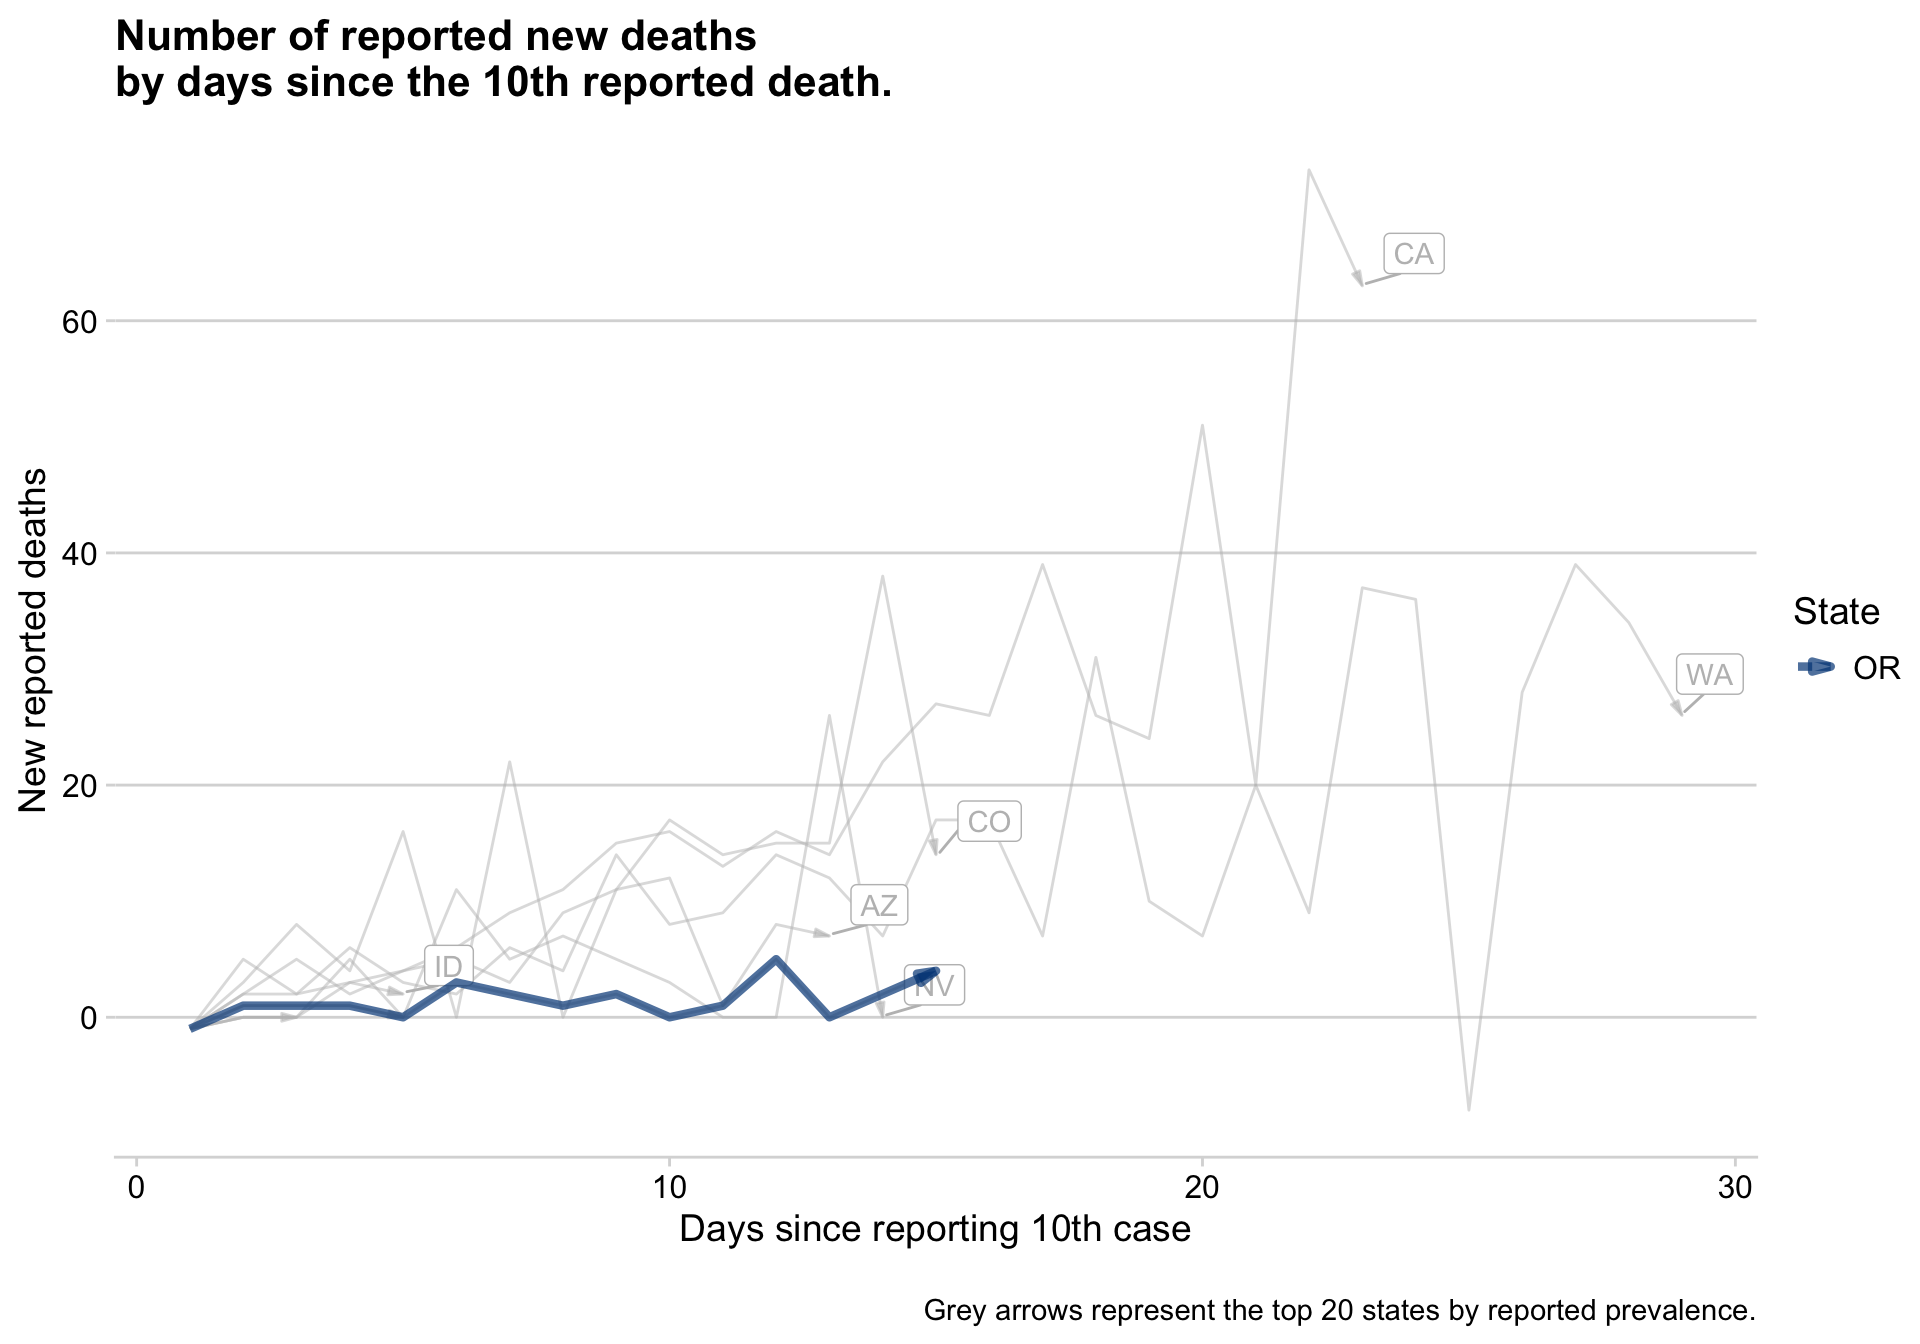 Number of reported new deaths
by days since the 10th reported death.
New reported deaths
60
40
20
0
CA
WA
CO
AZ
ID
NV
State
OR
0
10
20
30
Days since reporting 10th case
Grey arrows represent the top 20 states by reported prevalence.